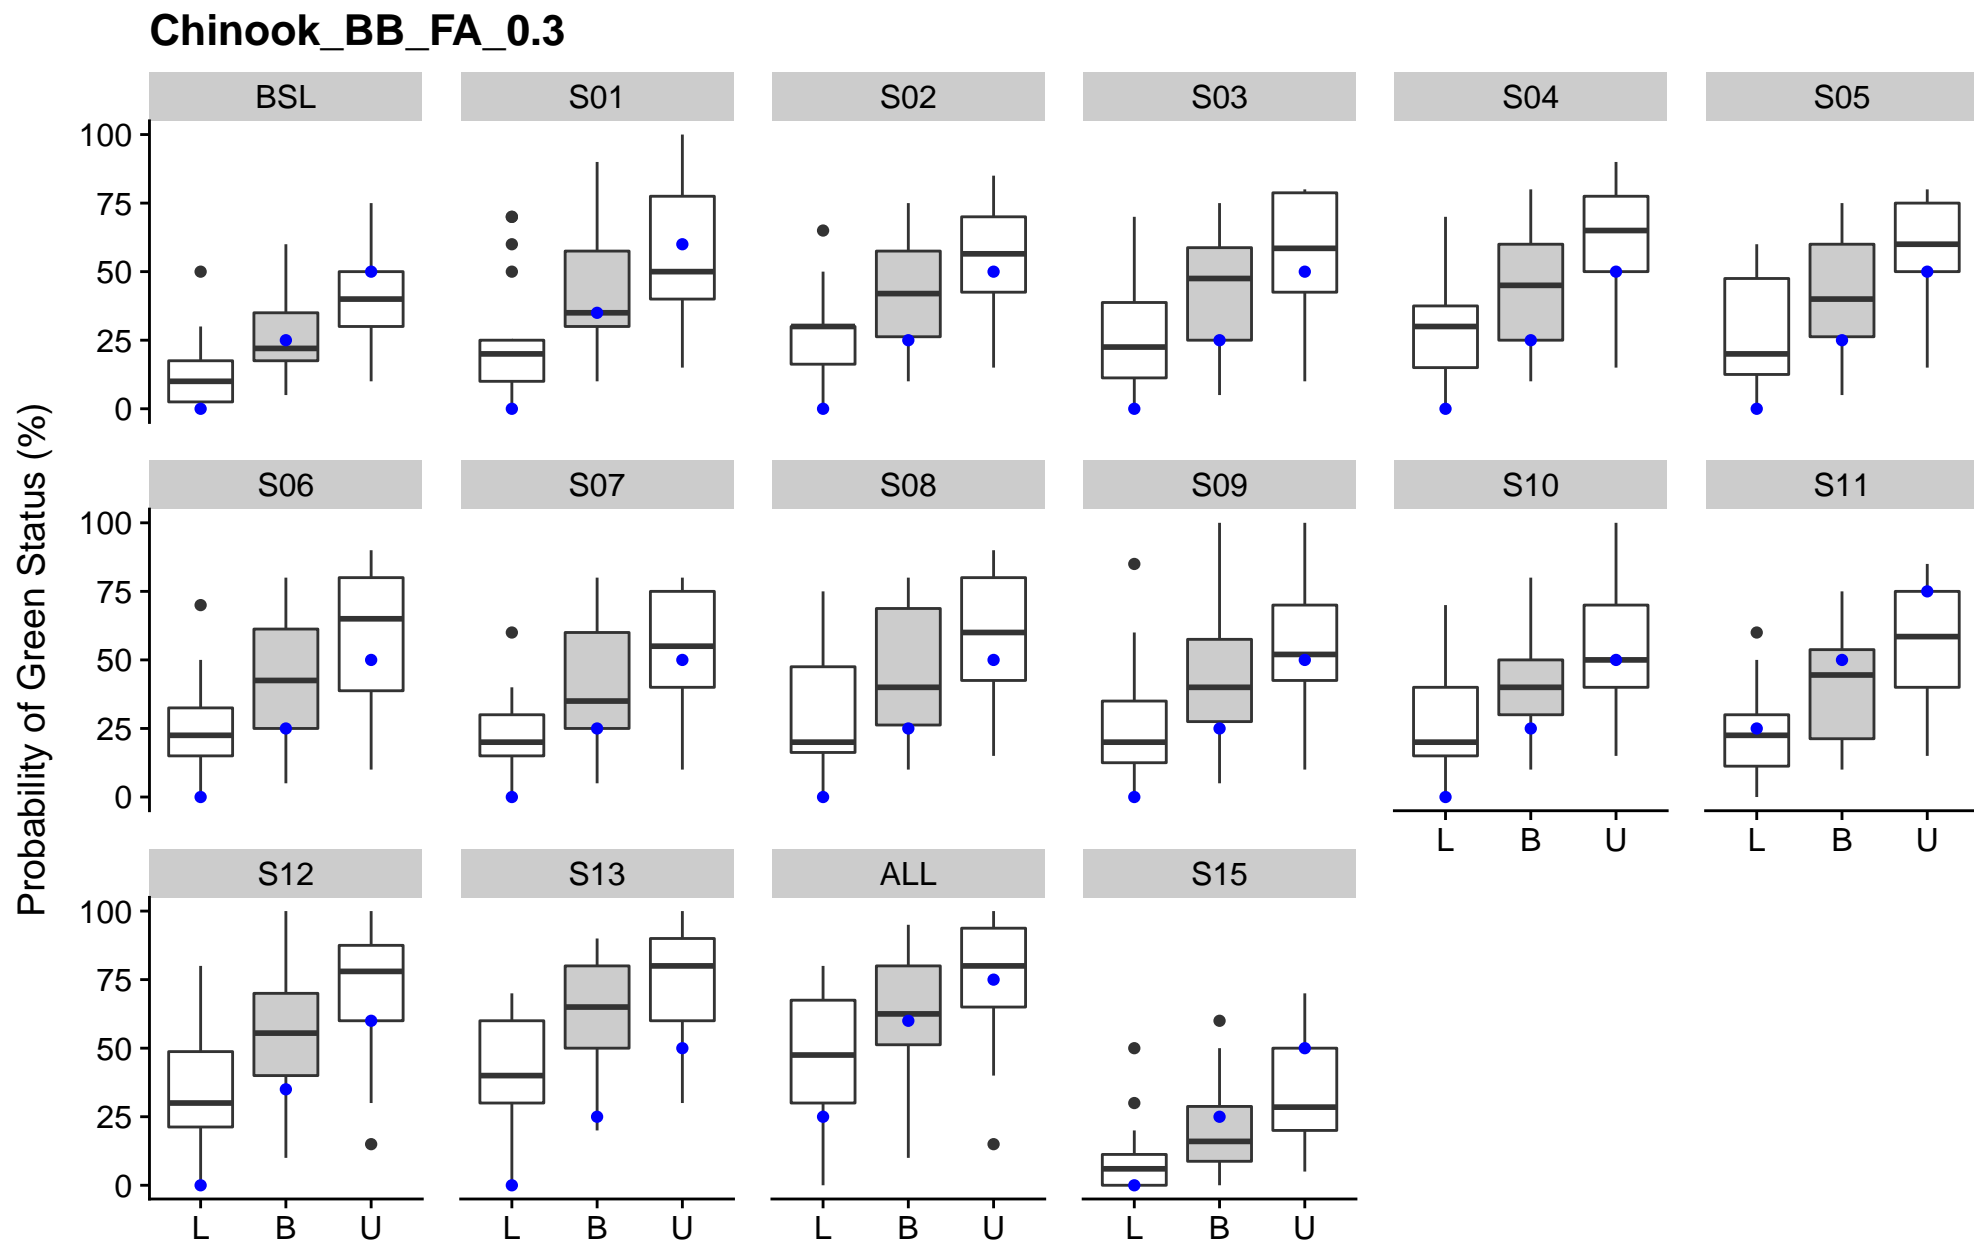 Chinook_BB_FA_0.3
BSL S01 S02 S03 S04 S05
100
75
50
25
0
S06 S07 S08 S09 S10 S11
100
75
50
25
0
L B U L B U
S12 S13 ALL S15
100
75
50
25
0
L B U L B U L B U L B U
Probability of Green Status (%)